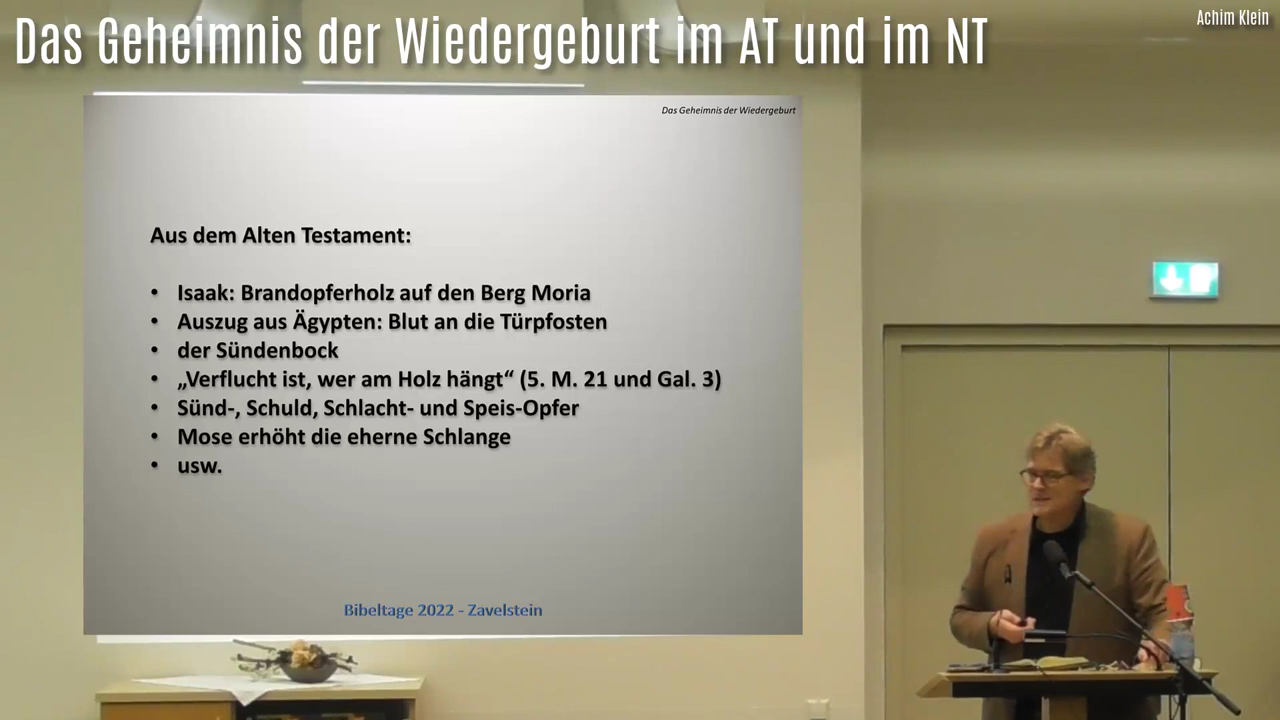 Das Geheimnis der Wiedergeburt im AT und im NT
Achim Klein
Das Geheimnis der Wiedergeburt
Aus dem Alten Testament:
• Isaak: Brandopferholz auf den Berg Moria
• Auszug aus Ägypten: Blut an die Türpfosten
• der Sündenbock
• „Verflucht ist, wer am Holz hängt“ (5. M. 21 und Gal. 3)
• Sünd-, Schuld, Schlacht- und Speis-Opfer
• Mose erhöht die eherne Schlange
• usw.
Bibeltage 2022 - Zavelstein